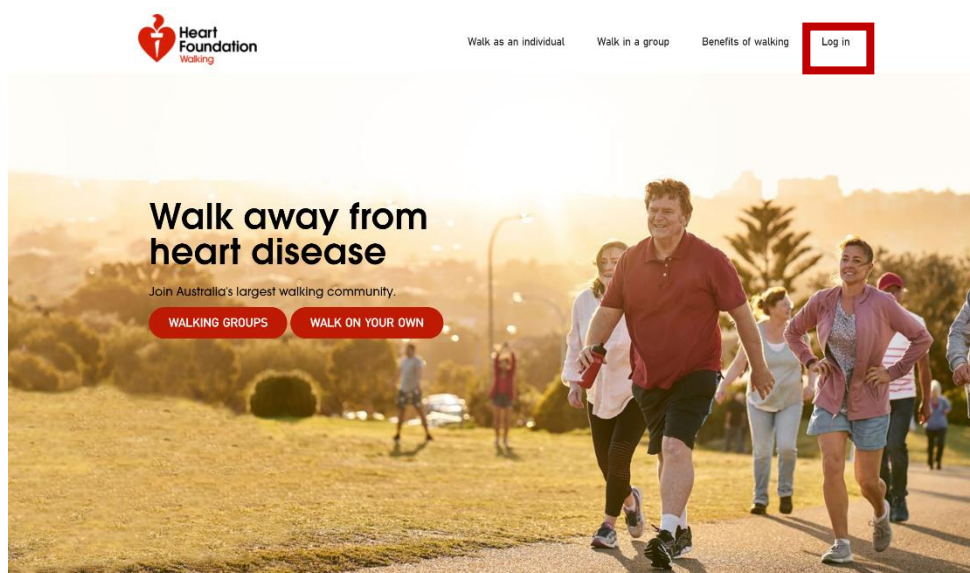 Heart
Foundation
Walking
Walk as an individual
Walk in a group
Benefits of walking
Log in
Walk away from
heart disease
Join Australia's largest walking community.
WALKING GROUPS
WALK ON YOUR OWN